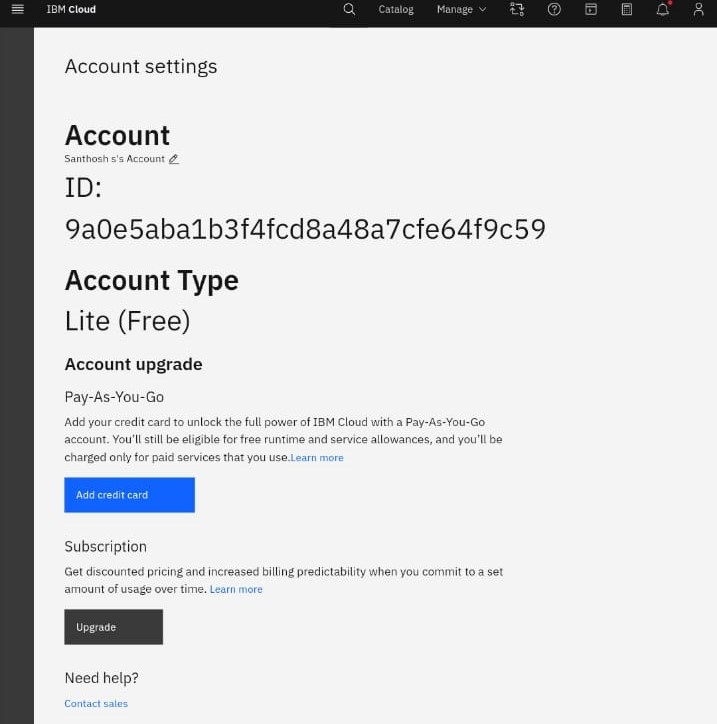 IBM Cloud Catalog Manage
Account settings
Account
Santhosh s's Account
ID:
9a0e5aba1b3f4fcd8a48a7cfe64f9c59
Account Type
Lite (Free)
Account upgrade
Pay-As-You-Go
Add your credit card to unlock the full power of IBM Cloud with a Pay-As-You-Go
account. You'll still be eligible for free runtime and service allowances, and you'll be
charged only for paid services that you use.Learn more
Add credit card
Subscription
Get discounted pricing and increased billing predictability when you commit to a set
amount of usage over time. Learn more
Upgrade
Need help?
Contact sales